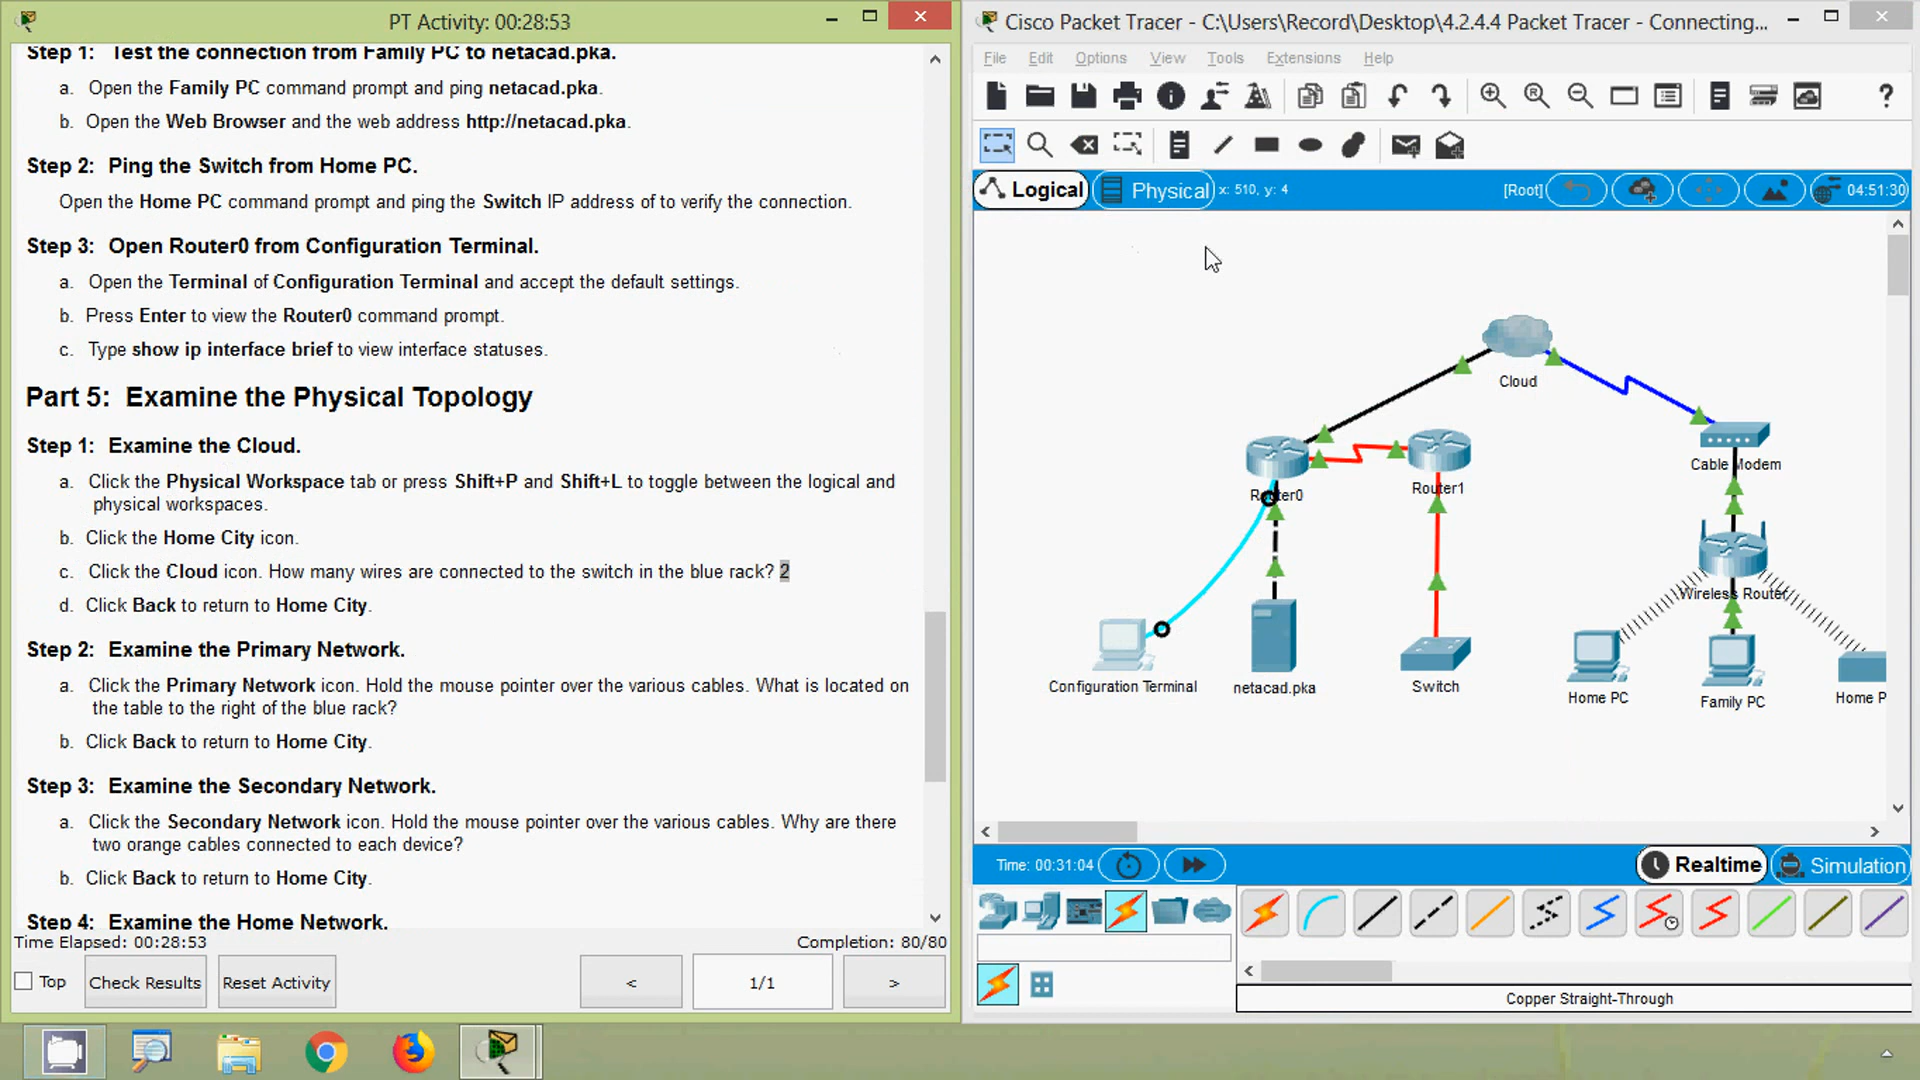 PT Activity: 00:28:53
Step 1: Test the connection from Family PC to netacad.pka.
a. Open the Family PC command prompt and ping netacad.pka.
b. Open the Web Browser and the web address http://netacad.pka.
Step 2: Ping the Switch from Home PC.
Open the Home PC command prompt and ping the Switch IP address of to verify the connection.
Step 3: Open Router0 from Configuration Terminal.
a. Open the Terminal of Configuration Terminal and accept the default settings.
b. Press Enter to view the Router0 command prompt.
c. Type show ip interface brief to view interface statuses.
Part 5: Examine the Physical Topology
Step 1: Examine the Cloud.
a. Click the Physical Workspace tab or press Shift+P and Shift+L to toggle between the logical and
physical workspaces.
b. Click the Home City icon.
c. Click the Cloud icon. How many wires are connected to the switch in the blue rack? 2
d. Click Back to return to Home City.
Step 2: Examine the Primary Network.
a. Click the Primary Network icon. Hold the mouse pointer over the various cables. What is located on
the table to the right of the blue rack?
b. Click Back to return to Home City.
Step 3: Examine the Secondary Network.
a. Click the Secondary Network icon. Hold the mouse pointer over the various cables. Why are there
two orange cables connected to each device?
b. Click Back to return to Home City.
Step 4: Examine the Home Network.
Time Elapsed: 00:28:53
Completion: 80/80
Top
Check Results
Reset Activity
<
1/1
>
Cisco Packet Tracer - C:\Users\Record\Desktop\4.2.4.4 Packet Tracer - Connecting...
File Edit Options View Tools Extensions Help
Logical
Physical
x: 510, y: 4
[Root]
04:51:30
Cloud
Cable Modem
Router0
Router1
Wireless Router
Configuration Terminal
netacad.pka
Switch
Home PC
Family PC
Home P
Time: 00:31:04
Realtime
Simulation
Copper Straight-Through